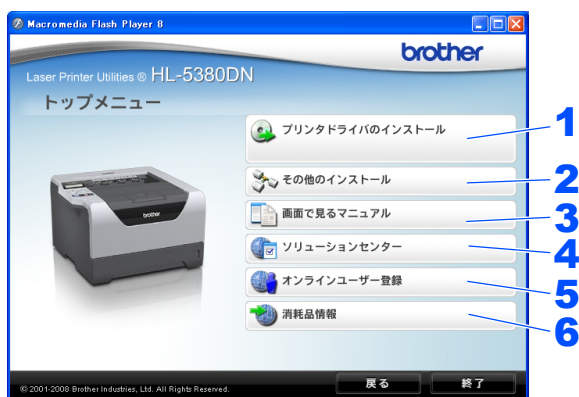 Macromedia Flash Player 8
brother
Laser Printer Utilities ® HL-5380DN
トップメニュー
プリンタドライバのインストール
1
その他のインストール
2
画面で見るマニュアル
3
ソリューションセンター
4
オンラインユーザー登録
5
消耗品情報
6
brother
戻る
終了
© 2001-2008 Brother Industries, Ltd. All Rights Reserved.